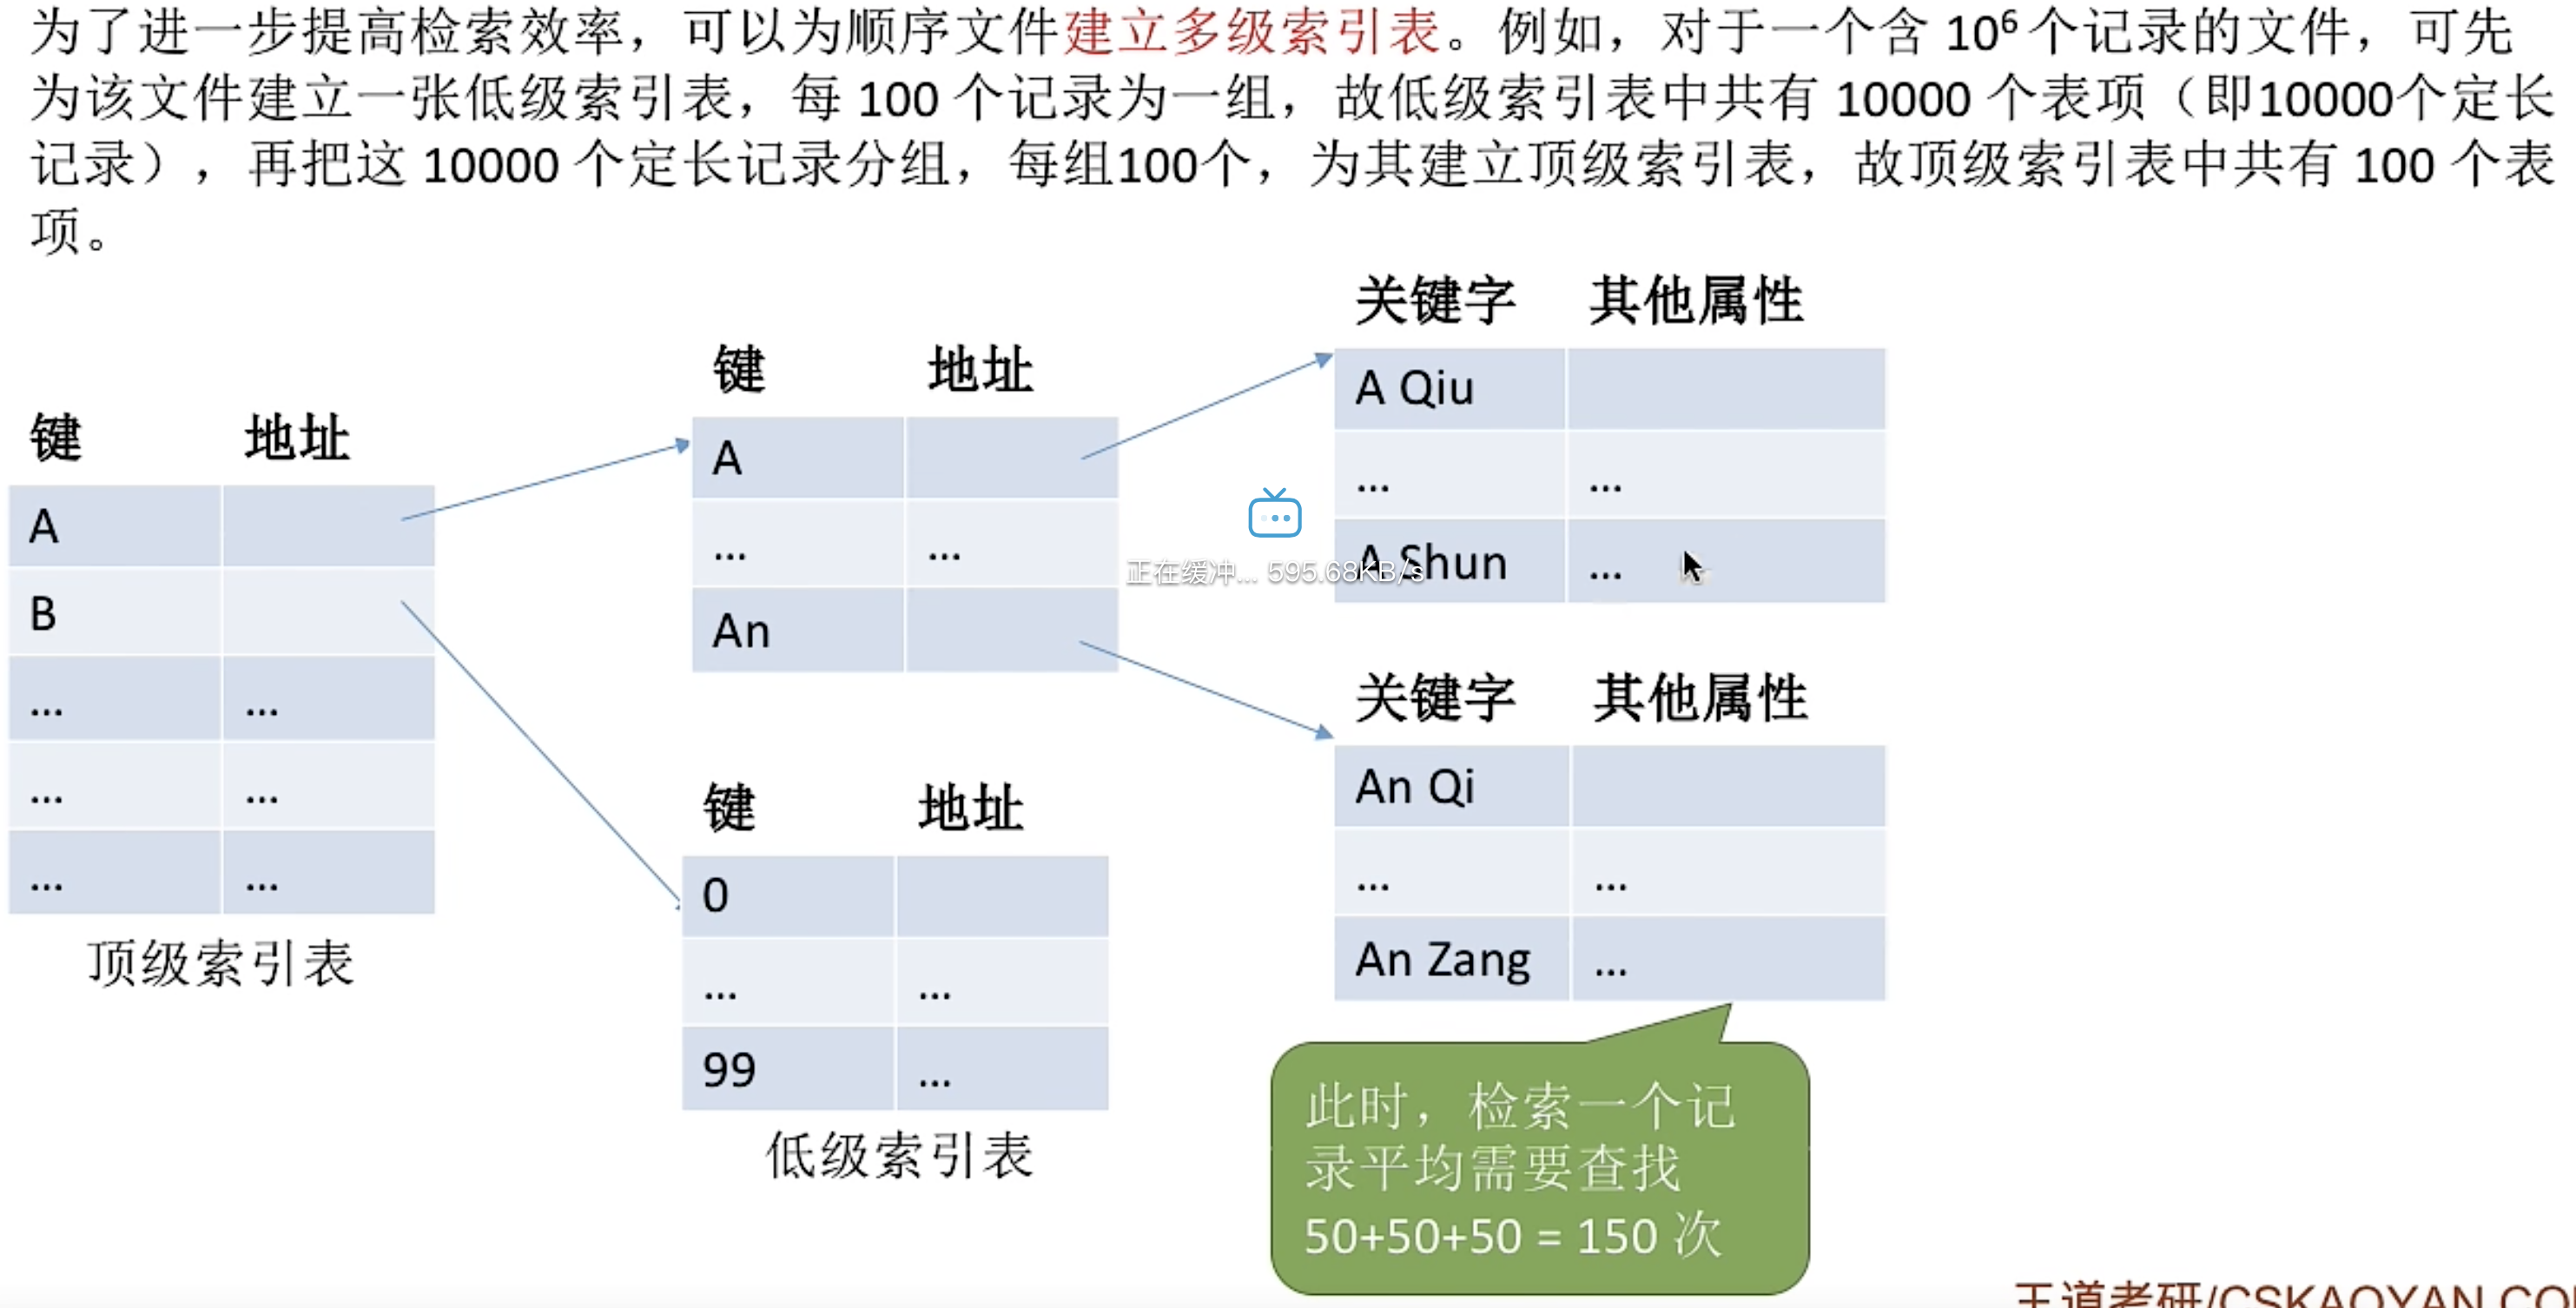 为了进一步提高检索效率，可以为顺序文件建立多级索引表。例如，对于一个含 10⁶ 个记录的文件，可先
为该文件建立一张低级索引表，每 100 个记录为一组，故低级索引表中共有 10000 个表项（即10000个定长
记录），再把这 10000 个定长记录分组，每组100个，为其建立顶级索引表，故顶级索引表中共有 100 个表
项。
键 地址
A
B
... ...
... ...
... ...
顶级索引表
键 地址
A
... ...
An
键 地址
0
... ...
99 ...
低级索引表
关键字 其他属性
A Qiu
... ...
A Shun ...
正在缓冲... 595.68KB/s
关键字 其他属性
An Qi
... ...
An Zang ...
此时，检索一个记
录平均需要查找
50+50+50 = 150 次
王道考研/CSKAOYAN.CO